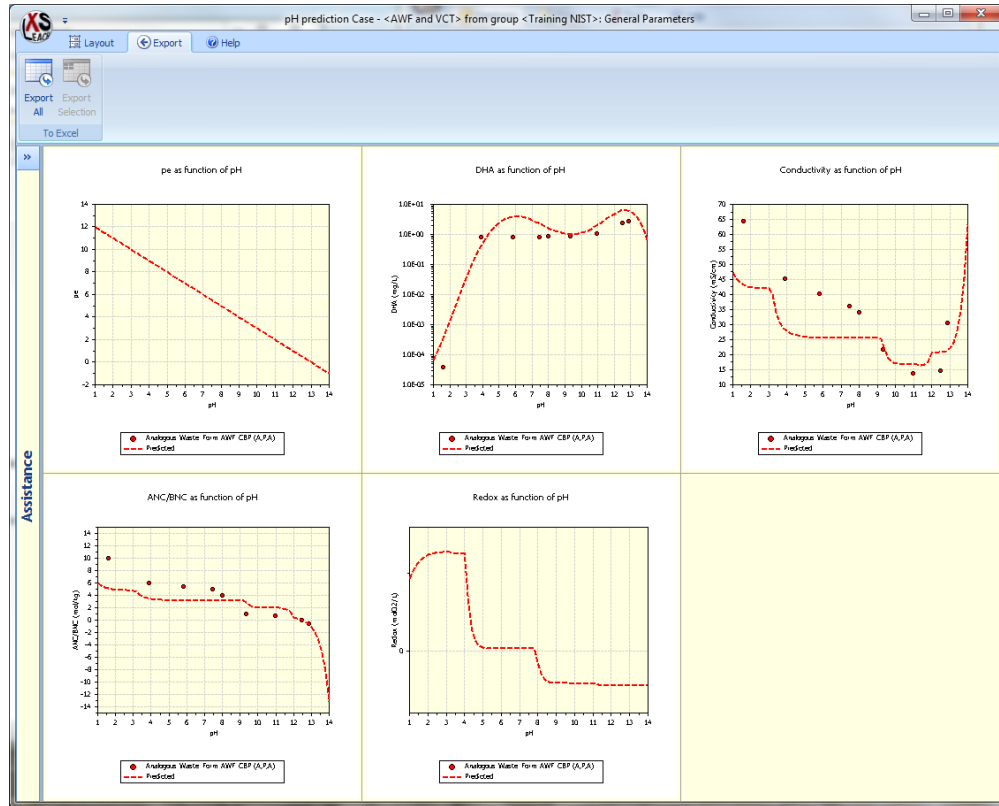 pH prediction Case - <AWF and VCT> from group <Training NIST>: General Parameters
XS
LEACH
Layout
Export
Help
Export All
Export Selection
To Excel
»
Assistance
pe as function of pH
14
12
10
8
6
4
2
0
-2
pe
1 2 3 4 5 6 7 8 9 10 11 12 13 14
pH
Analogous Waste Form AWF CBP (A,P,A)
Predicted
DHA as function of pH
1.0E+01
1.0E+00
1.0E-01
1.0E-02
1.0E-03
1.0E-04
1.0E-05
DHA (mg/L)
1 2 3 4 5 6 7 8 9 10 11 12 13 14
pH
Analogous Waste Form AWF CBP (A,P,A)
Predicted
Conductivity as function of pH
70
65
60
55
50
45
40
35
30
25
20
15
10
Conductivity (mS/cm)
1 2 3 4 5 6 7 8 9 10 11 12 13 14
pH
Analogous Waste Form AWF CBP (A,P,A)
Predicted
ANC/BNC as function of pH
14
12
10
8
6
4
2
0
-2
-4
-6
-8
-10
-12
-14
ANC/BNC (mol/kg)
1 2 3 4 5 6 7 8 9 10 11 12 13 14
pH
Analogous Waste Form AWF CBP (A,P,A)
Predicted
Redox as function of pH
0
Redox (molO2/L)
1 2 3 4 5 6 7 8 9 10 11 12 13 14
pH
Analogous Waste Form AWF CBP (A,P,A)
Predicted